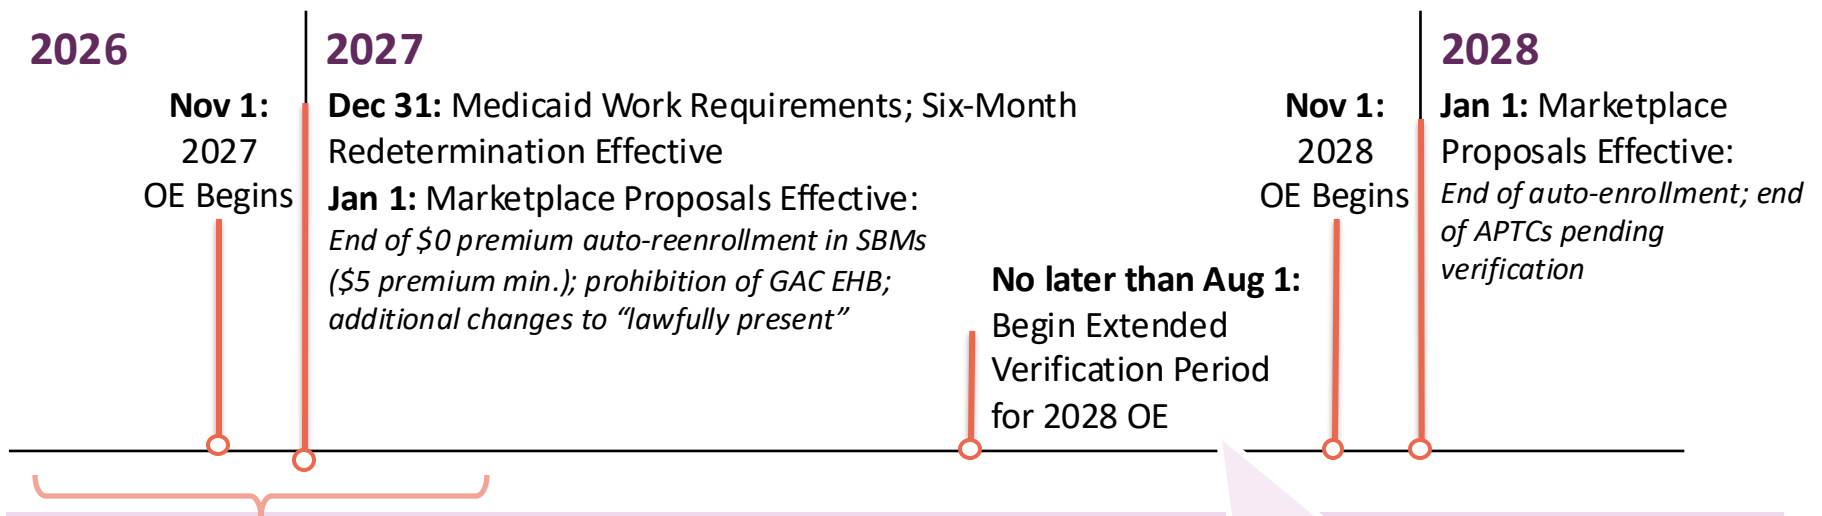 2026
Nov 1:
2027
OE Begins
2027
Dec 31: Medicaid Work Requirements; Six-Month
Redetermination Effective
Jan 1: Marketplace Proposals Effective:
End of $0 premium auto-reenrollment in SBMs
($5 premium min.); prohibition of GAC EHB;
additional changes to “lawfully present”
No later than Aug 1:
Begin Extended
Verification Period
for 2028 OE
Nov 1:
2028
OE Begins
2028
Jan 1: Marketplace
Proposals Effective:
End of auto-enrollment; end
of APTCs pending
verification